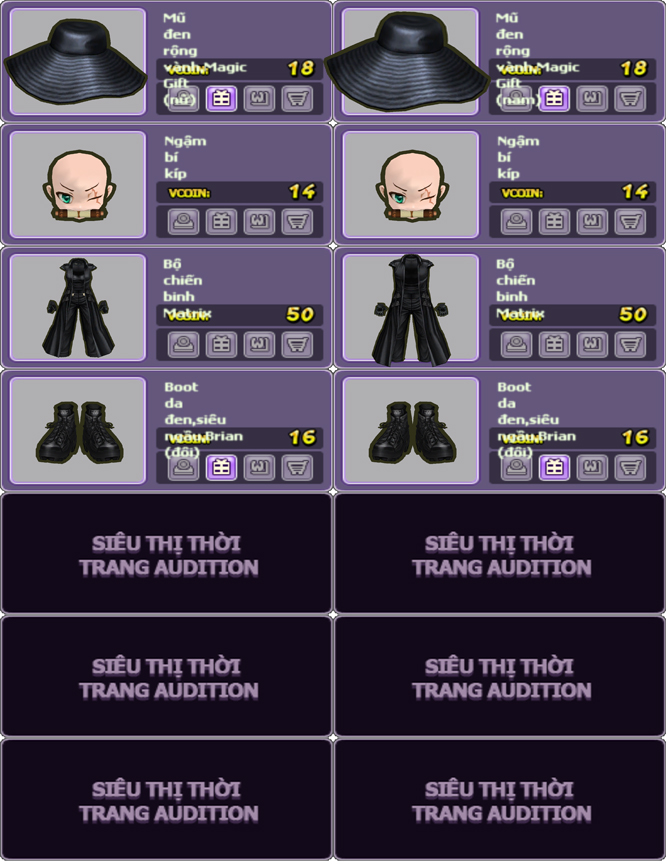 Mũ
đen
rộng
vành,Magic
Gift
(nữ)
VCOIN: 18
Mũ
đen
rộng
vành,Magic
Gift
(nam)
VCOIN: 18
Ngậm
bí
kíp
VCOIN: 14
Ngậm
bí
kíp
VCOIN: 14
Bộ
chiến
binh
Matrix
VCOIN: 50
Bộ
chiến
binh
Matrix
VCOIN: 50
Boot
da
đen,siêu
ngầu,Brian
(đôi)
VCOIN: 16
Boot
da
đen,siêu
ngầu,Brian
(đôi)
VCOIN: 16
SIÊU THỊ THỜI
TRANG AUDITION
SIÊU THỊ THỜI
TRANG AUDITION
SIÊU THỊ THỜI
TRANG AUDITION
SIÊU THỊ THỜI
TRANG AUDITION
SIÊU THỊ THỜI
TRANG AUDITION
SIÊU THỊ THỜI
TRANG AUDITION